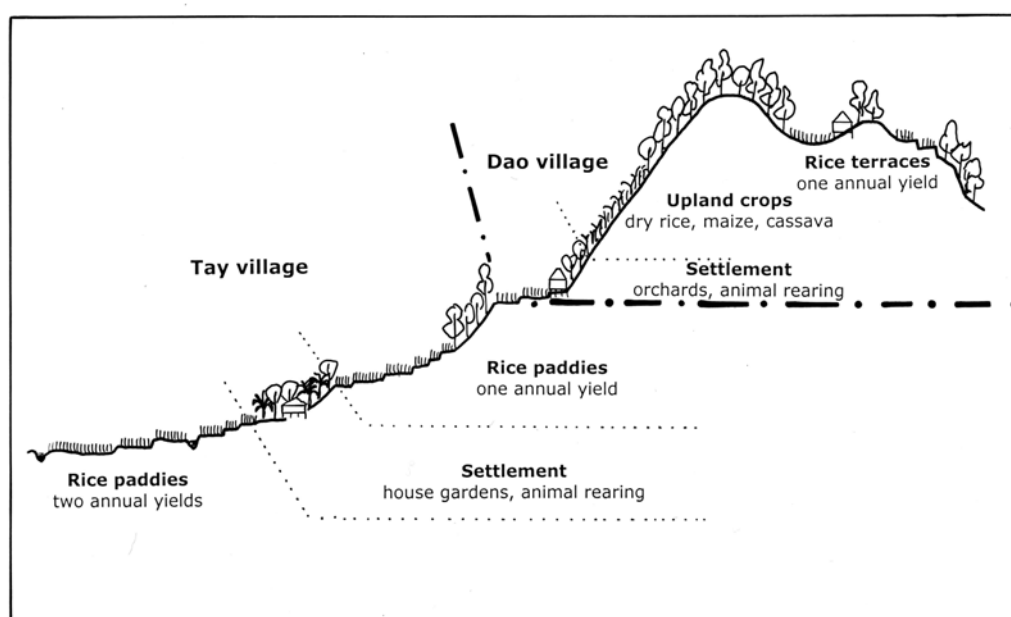 Dao village
Rice terraces
one annual yield
Upland crops
dry rice, maize, cassava
Tay village
Settlement
orchards, animal rearing
Rice paddies
one annual yield
Settlement
house gardens, animal rearing
Rice paddies
two annual yields